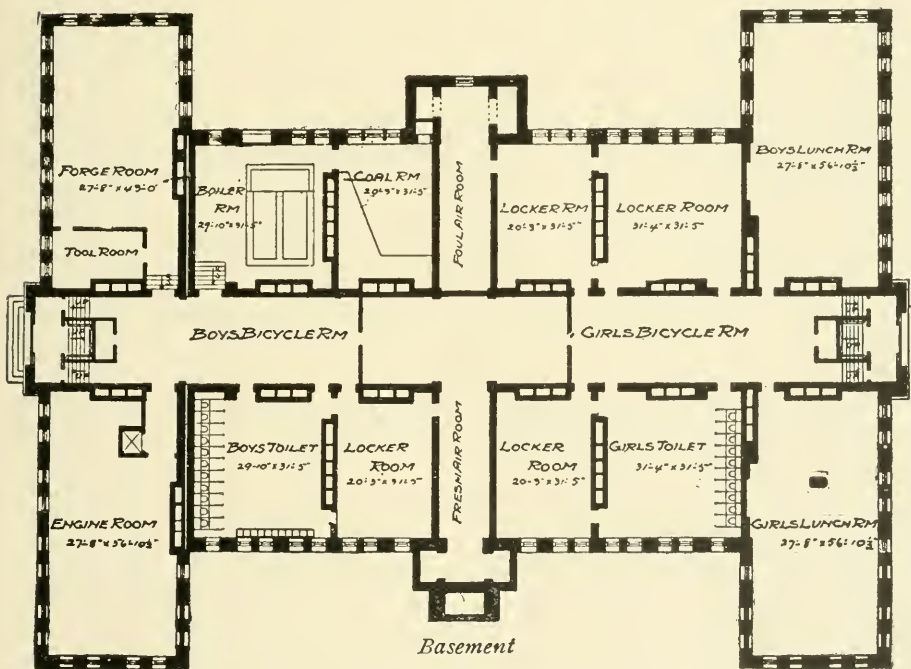 FORGE ROOM
27'-8" X 43'-0"
TOOL ROOM
BOILER
RM
29'-10" X 31'-5"
COAL RM
20'-3" X 31'-5"
FOUL AIR ROOM
LOCKER RM
20'-3" X 31'-5"
LOCKER ROOM
31'-4" X 31'-5"
BOYS LUNCH RM
27'-8" X 56'-10½"
BOYS BICYCLE RM
GIRLS BICYCLE RM
ENGINE ROOM
27'-8" X 56'-10½"
BOYS TOILET
29'-10" X 31'-5"
LOCKER
ROOM
20'-3" X 31'-5"
FRESH AIR ROOM
LOCKER
ROOM
20'-3" X 31'-5"
GIRLS TOILET
31'-4" X 31'-5"
GIRLS LUNCH RM
27'-8" X 56'-10½"
Basement